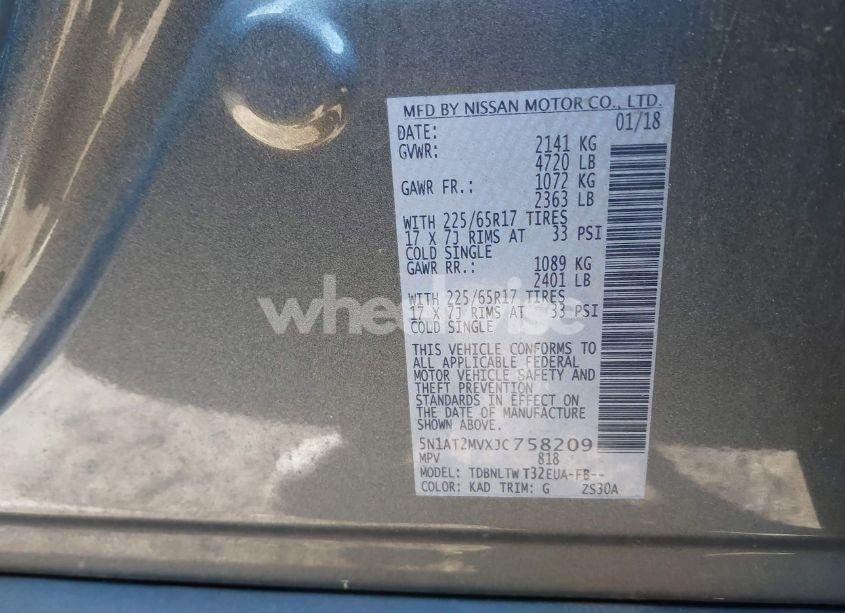 MFD BY NISSAN MOTOR CO., LTD.
DATE: 01/18
GVWR: 2141 KG
4720 LB
GAWR FR.: 1072 KG
2363 LB
WITH 225/65R17 TIRES
17 X 7J RIMS AT 33 PSI
COLD SINGLE
GAWR RR.: 1089 KG
2401 LB
WITH 225/65R17 TIRES
17 X 7J RIMS AT 33 PSI
COLD SINGLE
THIS VEHICLE CONFORMS TO
ALL APPLICABLE FEDERAL
MOTOR VEHICLE SAFETY AND
THEFT PREVENTION
STANDARDS IN EFFECT ON
THE DATE OF MANUFACTURE
SHOWN ABOVE.
5N1AT2MVXJC758209
MPV 818
MODEL: TDBNLTW T32EUA-FB--
COLOR: KAD TRIM: G ZS30A